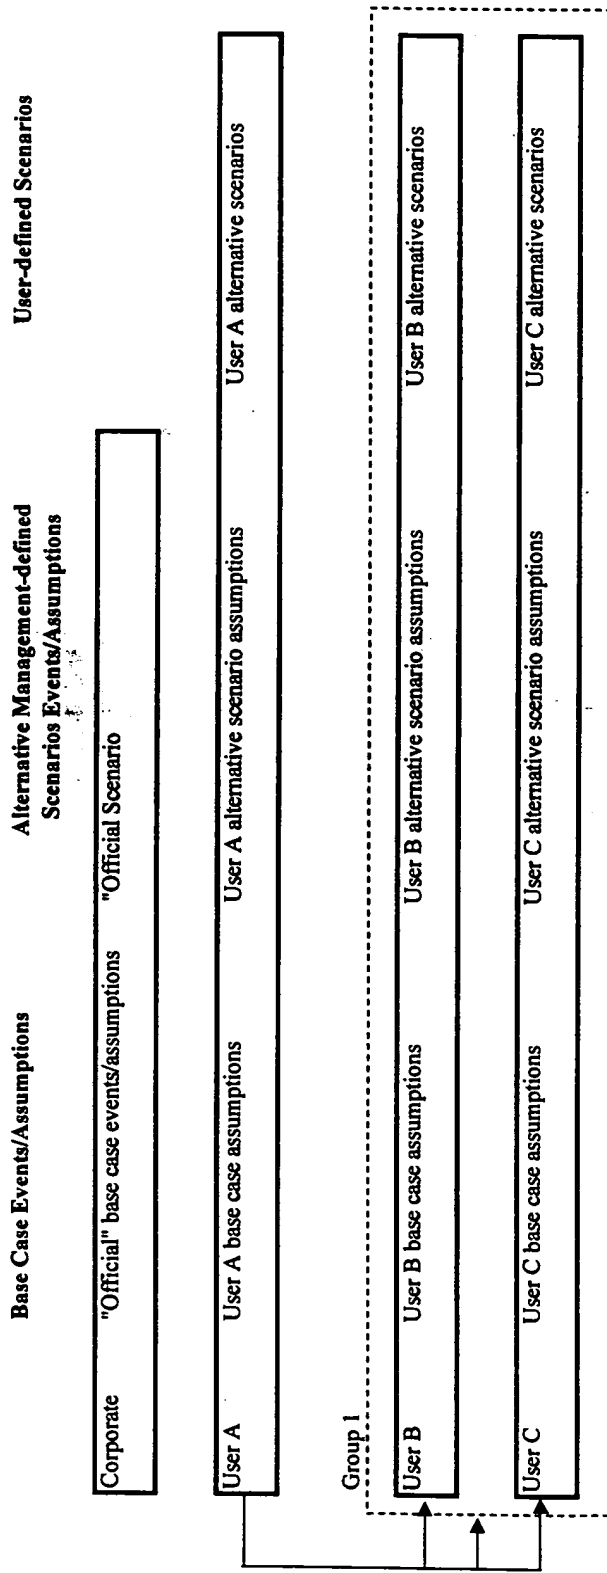 Base Case Events/Assumptions
Alternative Management-defined
Scenarios Events/Assumptions
User-defined Scenarios
Corporate "Official" base case events/assumptions "Official Scenario
User A User A base case assumptions User A alternative scenario assumptions User A alternative scenarios
Group 1
User B User B base case assumptions User B alternative scenario assumptions User B alternative scenarios
User C User C base case assumptions User C alternative scenario assumptions User C alternative scenarios